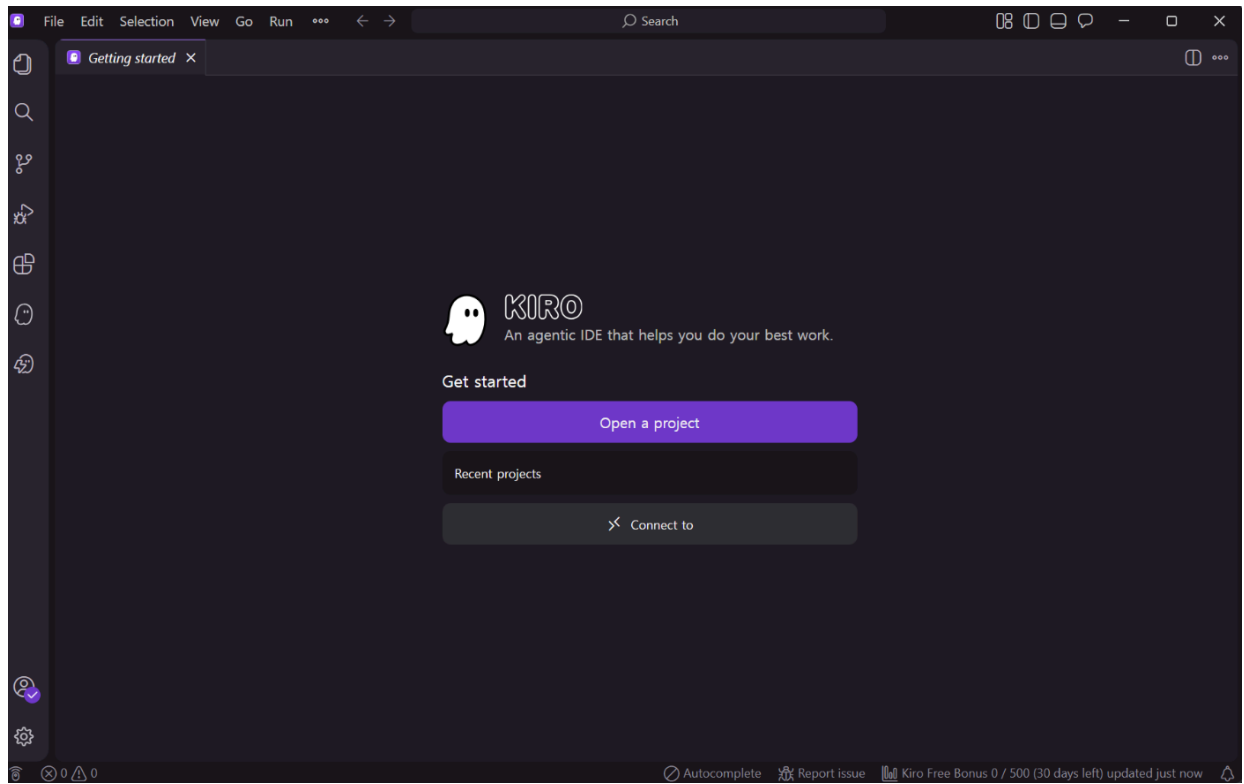 File Edit Selection View Go Run Search
Getting started
KIRO
An agentic IDE that helps you do your best work.
Get started
Open a project
Recent projects
Connect to
0 0 Autocomplete Report issue Kiro Free Bonus 0 / 500 (30 days left) updated just now